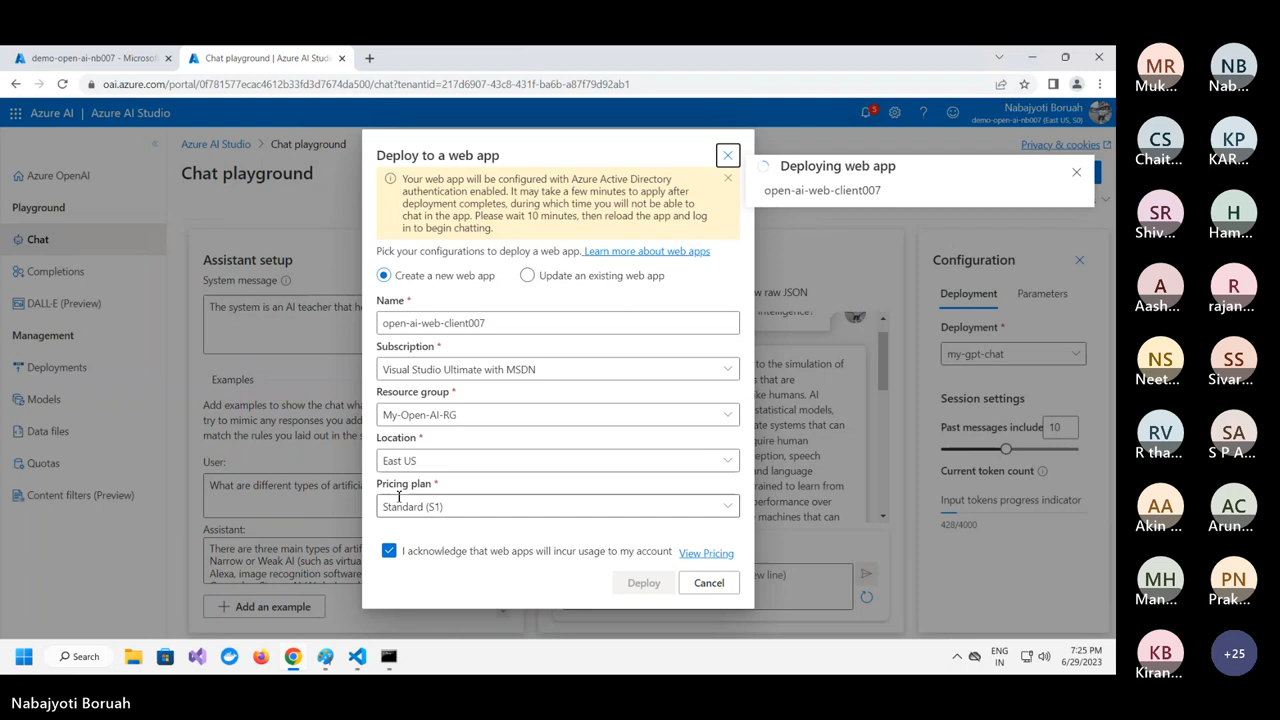 demo-open-ai-nb007 - Microsof
Chat playground | Azure AI Studi
oai.azure.com/portal/0f781577ecac4612b33fd3d7674da500/chat?tenantid=217d6907-43c8-431f-ba6b-a87f79d92ab1
Azure AI | Azure AI Studio
5
Nabajyoti Boruah
demo-open-ai-nb007 (East US, S0)
Azure OpenAI
Playground
Chat
Completions
DALL·E (Preview)
Management
Deployments
Models
Data files
Quotas
Content filters (Preview)
Azure AI Studio > Chat playground
Privacy & cookies
Chat playground
Assistant setup
System message
The system is an AI teacher that he
Examples
Add examples to show the chat wha
try to mimic any responses
match the rules you laid out in the s
User:
What are different types of artificia
Assistant:
There are three main types of artif
Narrow or Weak AI (such as virtua
Alexa, image recognition software
Add an example
Deploy to a web app
Your web app will be configured with Azure Active Directory
authentication enabled. It may take a few minutes to apply after
deployment completes, during which time you will not be able to
chat in the app. Please wait 10 minutes, then reload the app and log
in to begin chatting.
Pick your configurations to deploy a web app. Learn more about web apps
Create a new web app
Update an existing web app
Name *
open-ai-web-client007
Subscription *
Visual Studio Ultimate with MSDN
Resource group *
My-Open-AI-RG
Location *
East US
Pricing plan *
Standard (S1)
I acknowledge that web apps will incur usage to my account
View Pricing
Deploy
Cancel
Deploying web app
open-ai-web-client007
w raw JSON
intelligence?
to the simulation of
s that are
like humans. AI
statistical models,
ate systems that can
quire human
ception, speech
and language
trained to learn from
performance over
machines that can
new line)
Configuration
Deployment
Parameters
Deployment *
my-gpt-chat
Session settings
Past messages include
10
Current token count
Input tokens progress indicator
428/4000
Search
ENG
IN
7:25 PM
6/29/2023
MR
Muk...
NB
Nab...
CS
Chait...
KP
KAR...
SR
Shiv...
H
Ham...
A
Aash...
R
rajan...
NS
Neet...
SS
Sivar...
RV
R tha...
SA
S P A...
AA
Akin ...
AC
Arun...
MH
Man...
PN
Prak...
KB
Kiran...
+25
Nabajyoti Boruah